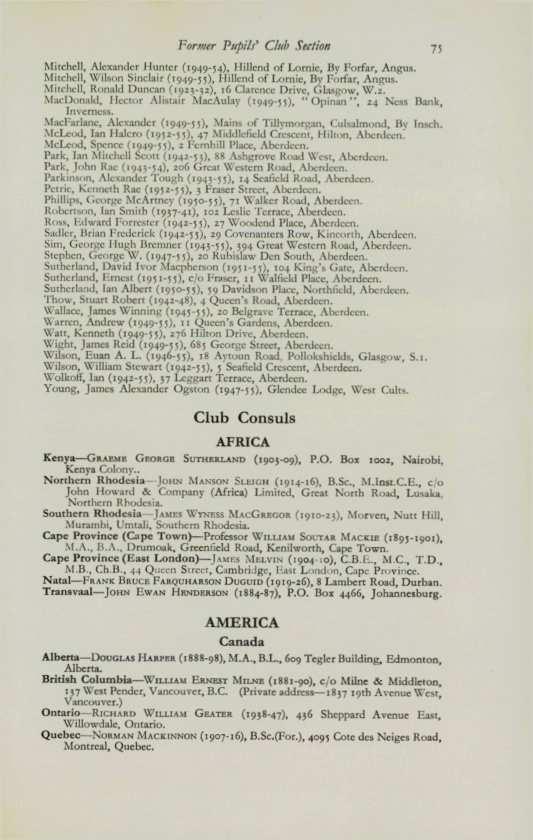 Former Pupils' Club Section 75
Mitchell, Alexander Hunter (1949-54), Hillend of Lornie, By Forfar, Angus.
Mitchell, Wilson Sinclair (1949-55), Hillend of Lornie, By Forfar, Angus.
Mitchell, Ronald Duncan (1923-32), 16 Clarence Drive, Glasgow, W.2.
MacDonald, Hector Alistair MacAulay (1949-55), "Opinan", 24 Ness Bank,
Inverness.
MacFarlane, Alexander (1949-55), Mains of Tillymorgan, Culsalmond, By Insch.
McLeod, Ian Halcro (1952-55), 47 Middlefield Crescent, Hilton, Aberdeen.
McLeod, Spence (1949-55), 2 Fernhill Place, Aberdeen.
Park, Ian Mitchell Scott (1942-53), 88 Ashgrove Road West, Aberdeen.
Park, John Rae (1943-54), 206 Great Western Road, Aberdeen.
Parkinson, Alexander Tough (1943-55), 14 Seafield Road, Aberdeen.
Petrie, Kenneth Rae (1952-55), 3 Fraser Street, Aberdeen.
Phillips, George McArtney (1950-55), 71 Walker Road, Aberdeen.
Robertson, Ian Smith (1937-41), 102 Leslie Terrace, Aberdeen.
Ross, Edward Forrester (1942-55), 27 Woodend Place, Aberdeen.
Sadler, Brian Frederick (1942-55), 29 Covenanters Row, Kincorth, Aberdeen.
Sim, George Hugh Bremner (1943-55), 394 Great Western Road, Aberdeen.
Stephen, George W. (1947-55), 20 Rubislaw Den South, Aberdeen.
Sutherland, David Ivor Macpherson (1951-55), 104 King's Gate, Aberdeen.
Sutherland, Ernest (1951-55), c/o Fraser, 11 Walfield Place, Aberdeen.
Sutherland, Ian Albert (1950-55), 59 Davidson Place, Northfield, Aberdeen.
Thow, Stuart Robert (1942-48), 4 Queen's Road, Aberdeen.
Wallace, James Winning (1945-55), 20 Belgrave Terrace, Aberdeen.
Warren, Andrew (1949-55), 11 Queen's Gardens, Aberdeen.
Watt, Kenneth (1949-55), 276 Hilton Drive, Aberdeen.
Wight, James Reid (1949-55), 685 George Street, Aberdeen.
Wilson, Euan A. L. (1946-55), 18 Aytoun Road, Pollokshields, Glasgow, S.1.
Wilson, William Stewart (1942-55), 5 Seafield Crescent, Aberdeen.
Wolkoff, Ian (1942-55), 37 Leggart Terrace, Aberdeen.
Young, James Alexander Ogston (1947-55), Glendee Lodge, West Cults.
Club Consuls
AFRICA
Kenya—GRAEME GEORGE SUTHERLAND (1903-09), P.O. Box 1002, Nairobi,
Kenya Colony..
Northern Rhodesia—JOHN MANSON SLEIGH (1914-16), B.Sc., M.Inst.C.E., c/o
John Howard & Company (Africa) Limited, Great North Road, Lusaka,
Northern Rhodesia.
Southern Rhodesia—JAMES WYNESS MACGREGOR (1910-23), Morven, Nutt Hill,
Murambi, Umtali, Southern Rhodesia.
Cape Province (Cape Town)—Professor WILLIAM SOUTAR MACKIE (1895-1901),
M.A., B.A., Drumoak, Greenfield Road, Kenilworth, Cape Town.
Cape Province (East London)—JAMES MELVIN (1904-10), C.B.E., M.C., T.D.,
M.B., Ch.B., 44 Queen Street, Cambridge, East London, Cape Province.
Natal—FRANK BRUCE FARQUHARSON DUGUID (1919-26), 8 Lambert Road, Durban.
Transvaal—JOHN EWAN HENDERSON (1884-87), P.O. Box 4466, Johannesburg.
AMERICA
Canada
Alberta—DOUGLAS HARPER (1888-98), M.A., B.L., 609 Tegler Building, Edmonton,
Alberta.
British Columbia—WILLIAM ERNEST MILNE (1881-90), c/o Milne & Middleton,
137 West Pender, Vancouver, B.C. (Private address—1837 19th Avenue West,
Vancouver.)
Ontario—RICHARD WILLIAM GEATER (1938-47), 436 Sheppard Avenue East,
Willowdale, Ontario.
Quebec—NORMAN MACKINNON (1907-16), B.Sc.(For.), 4095 Cote des Neiges Road,
Montreal, Quebec.